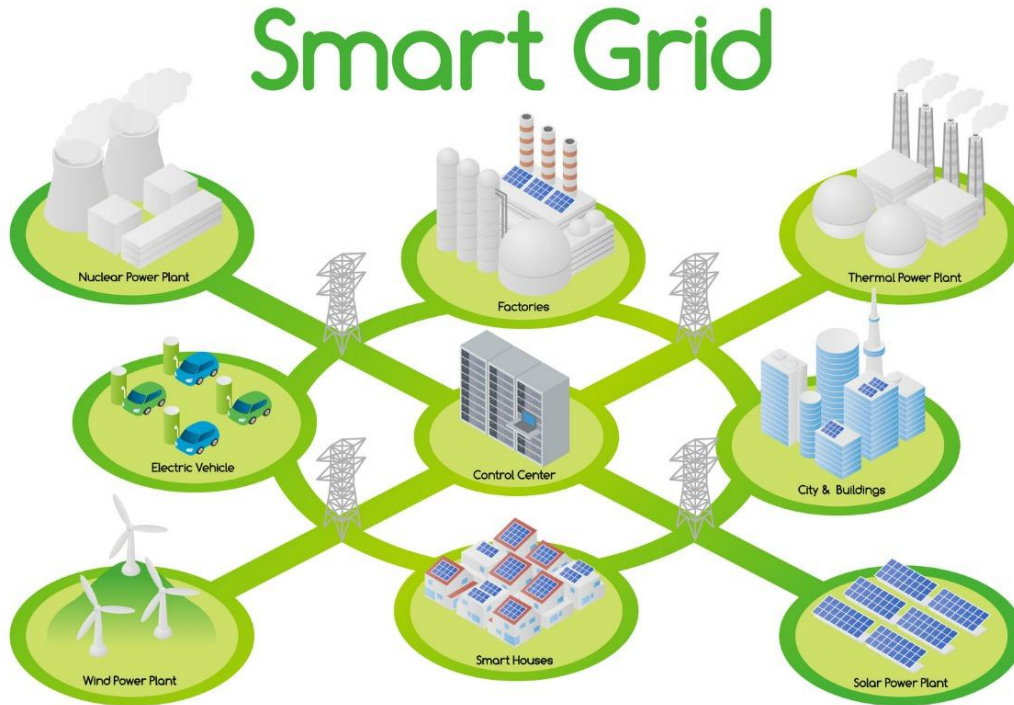 Smart Grid
Nuclear Power Plant
Factories
Thermal Power Plant
Electric Vehicle
Control Center
City & Buildings
Wind Power Plant
Smart Houses
Solar Power Plant